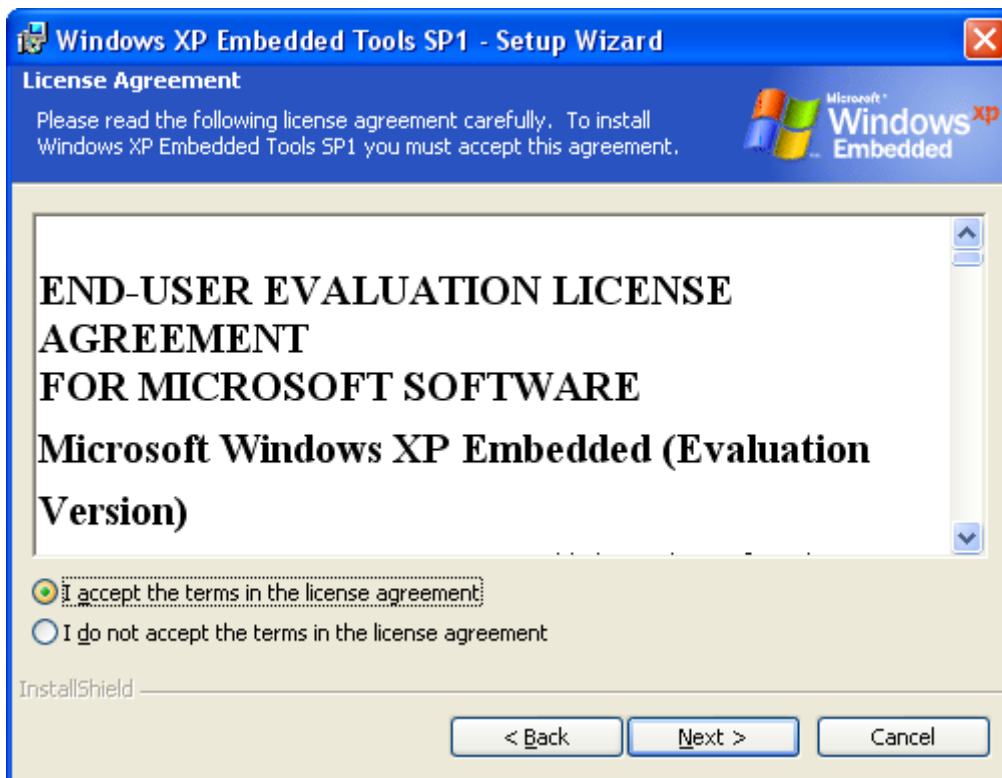 Windows XP Embedded Tools SP1 - Setup Wizard
License Agreement
Please read the following license agreement carefully. To install
Windows XP Embedded Tools SP1 you must accept this agreement.
Microsoft
Windows xp
Embedded
END-USER EVALUATION LICENSE
AGREEMENT
FOR MICROSOFT SOFTWARE
Microsoft Windows XP Embedded (Evaluation
Version)
I accept the terms in the license agreement
I do not accept the terms in the license agreement
InstallShield
< Back
Next >
Cancel